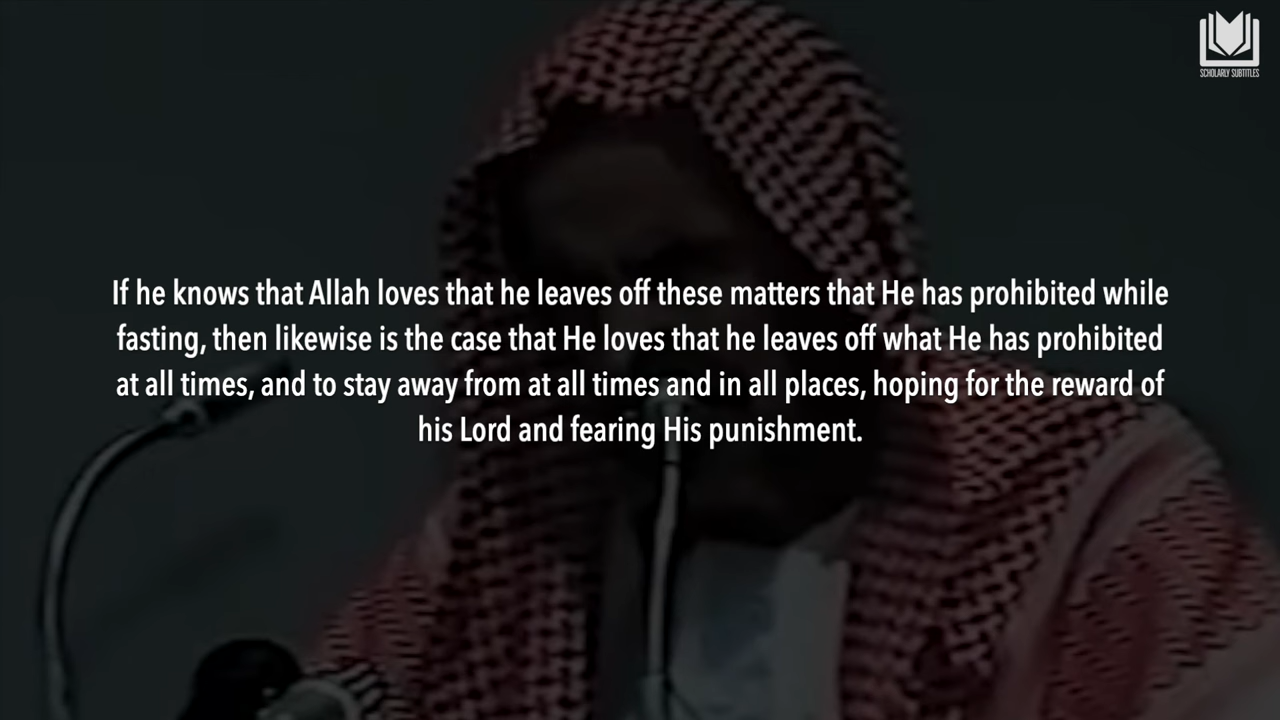 SCHOLARLY SUBTITLES
If he knows that Allah loves that he leaves off these matters that He has prohibited while
fasting, then likewise is the case that He loves that he leaves off what He has prohibited
at all times, and to stay away from at all times and in all places, hoping for the reward of
his Lord and fearing His punishment.